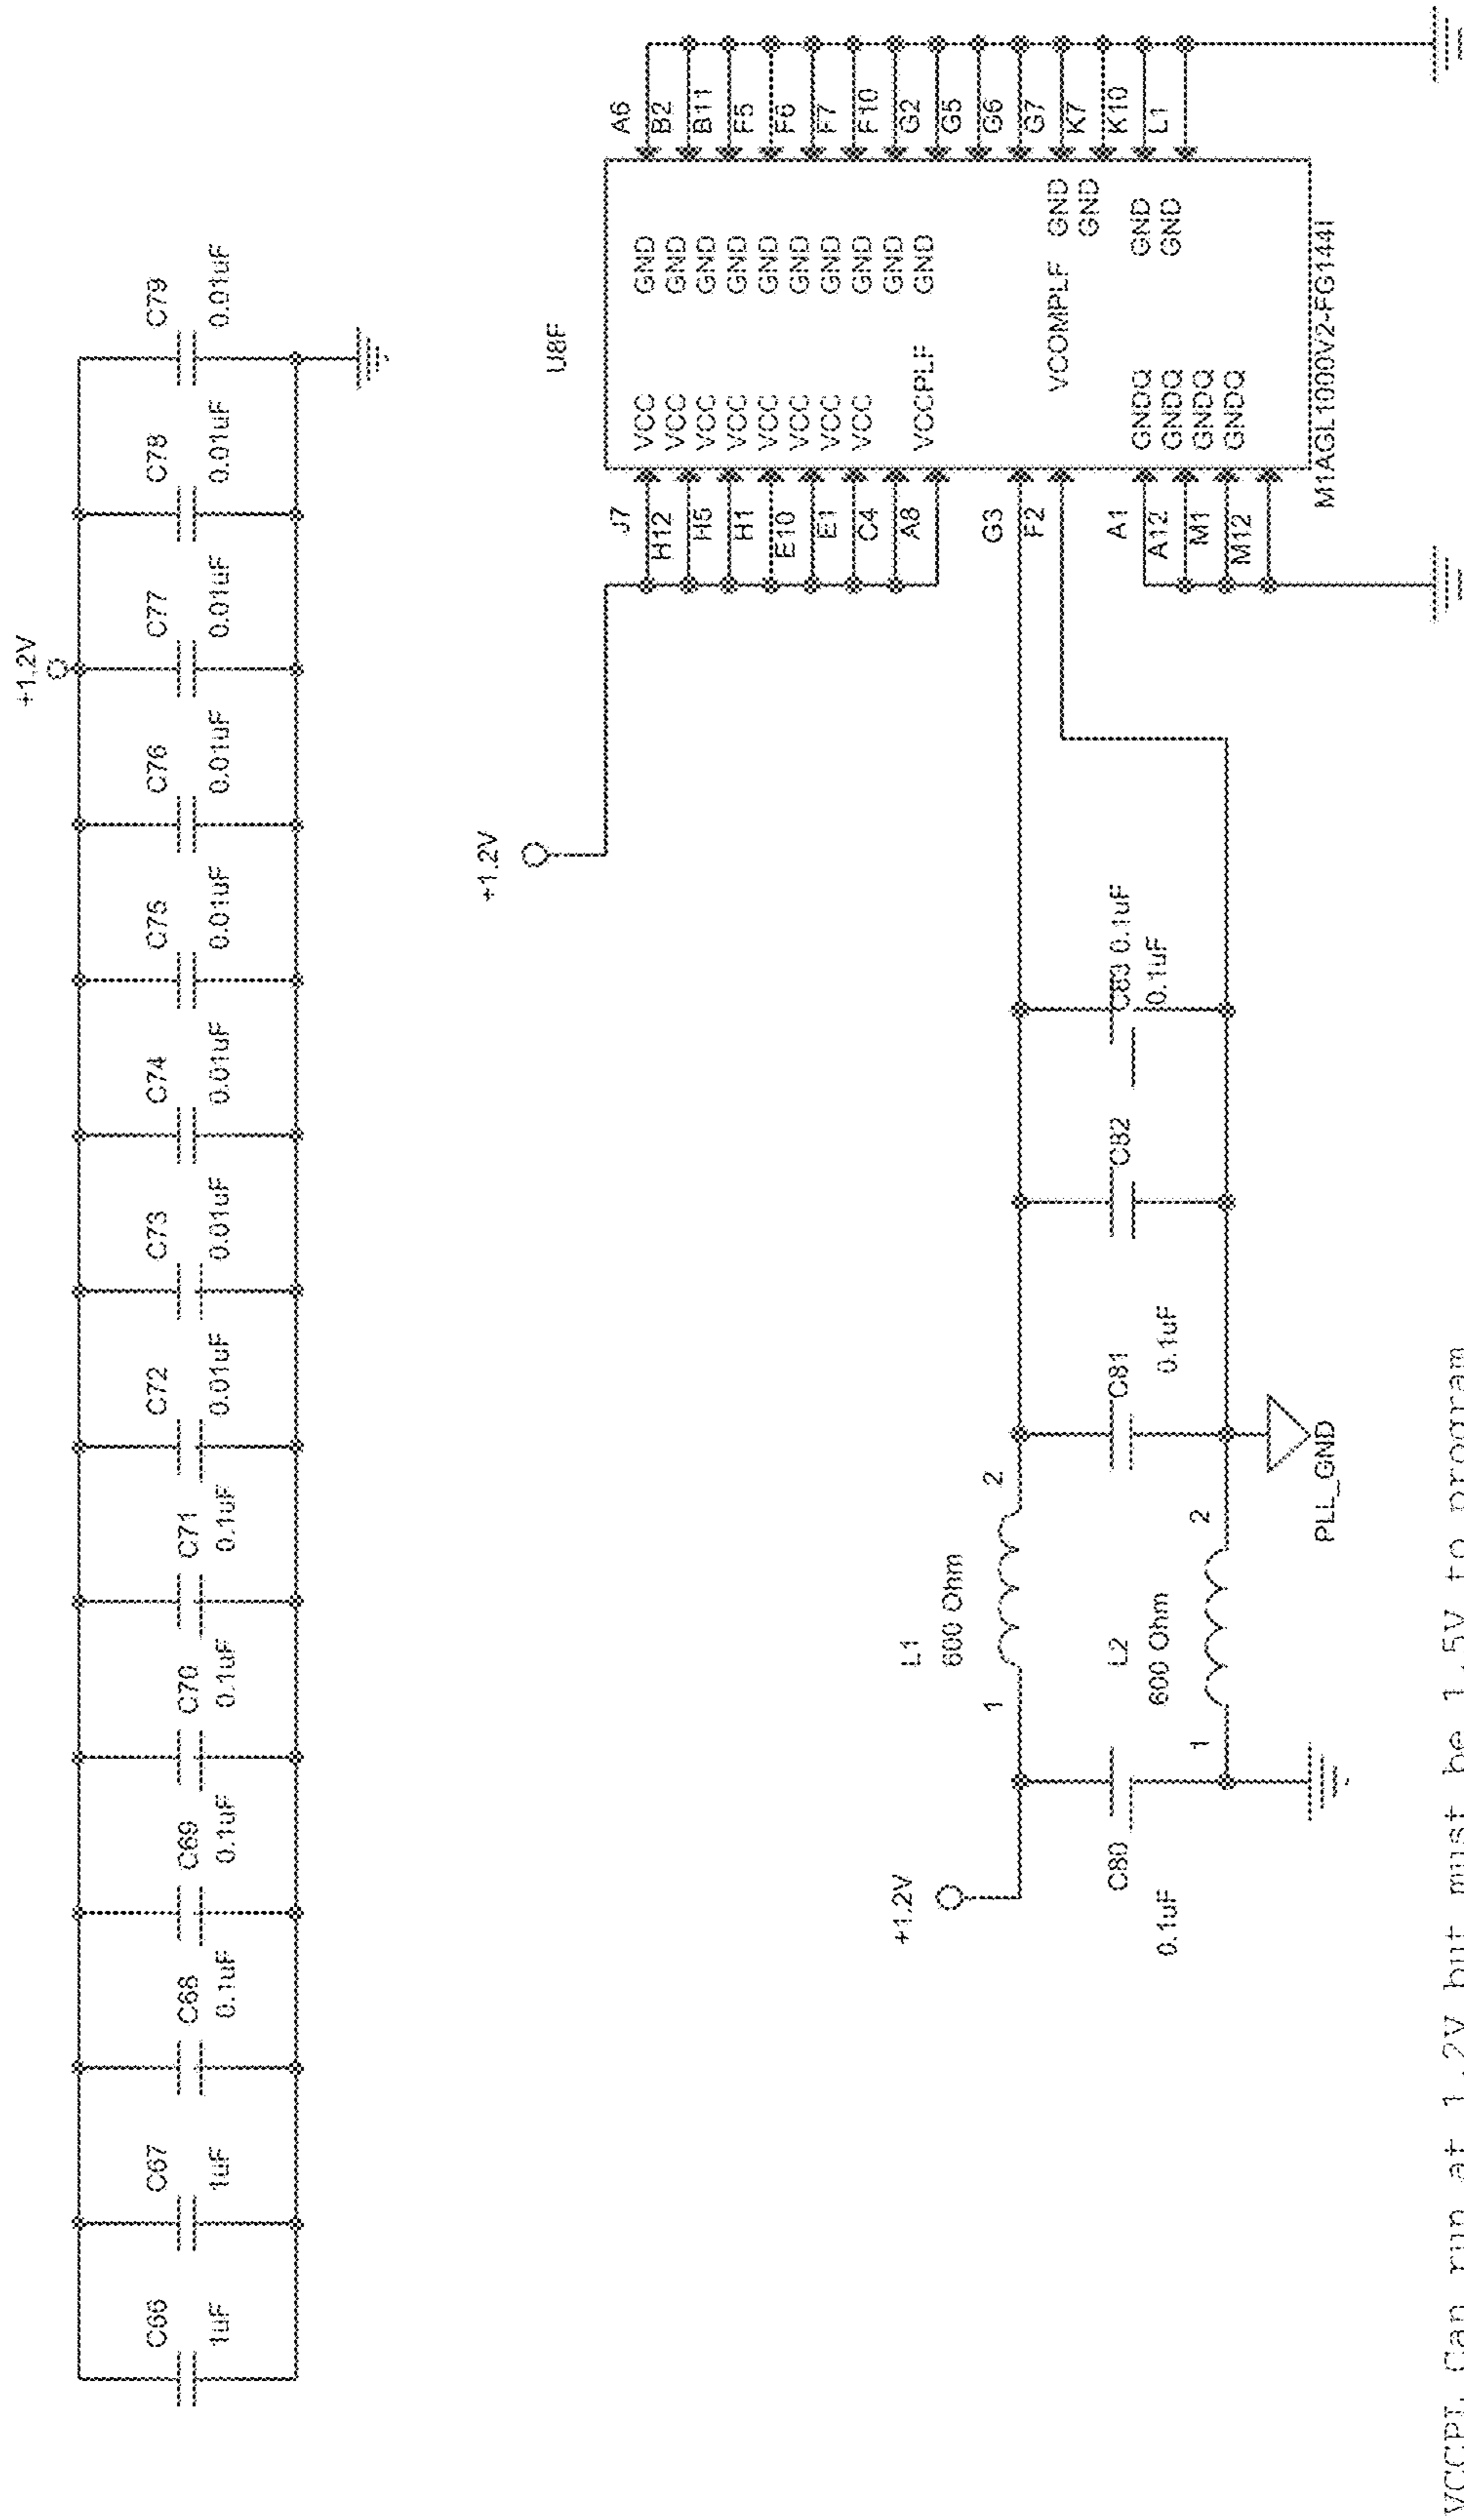 +1.2V
C66
1uF
C67
1uF
C68
0.1uF
C69
0.1uF
C70
0.1uF
C71
0.1uF
C72
0.01uF
C73
0.01uF
C74
0.01uF
C75
0.01uF
C76
0.01uF
C77
0.01uF
C78
0.01uF
C79
0.01uF
+1.2V
U8F
J7
H12
H5
H1
E10
E1
C4
A8
G3
F2
A1
A12
M1
M12
VCC
VCC
VCC
VCC
VCC
VCC
VCC
VCC
VCCPLF
VCOMPLF
GNDQ
GNDQ
GNDQ
GNDQ
GND
GND
GND
GND
GND
GND
GND
GND
GND
GND
GND
GND
GND
GND
A6
B2
B11
F5
F6
F7
F10
G2
G5
G6
G7
K7
K10
L1
M1AGL1000V2-FG144I
+1.2V
L1
600 Ohm
1
2
C80
0.1uF
L2
600 Ohm
1
2
C81
0.1uF
C82
C83 0.1uF
0.1uF
PLL_GND
VCCPL Can run at 1.2V but must be 1.5V to program